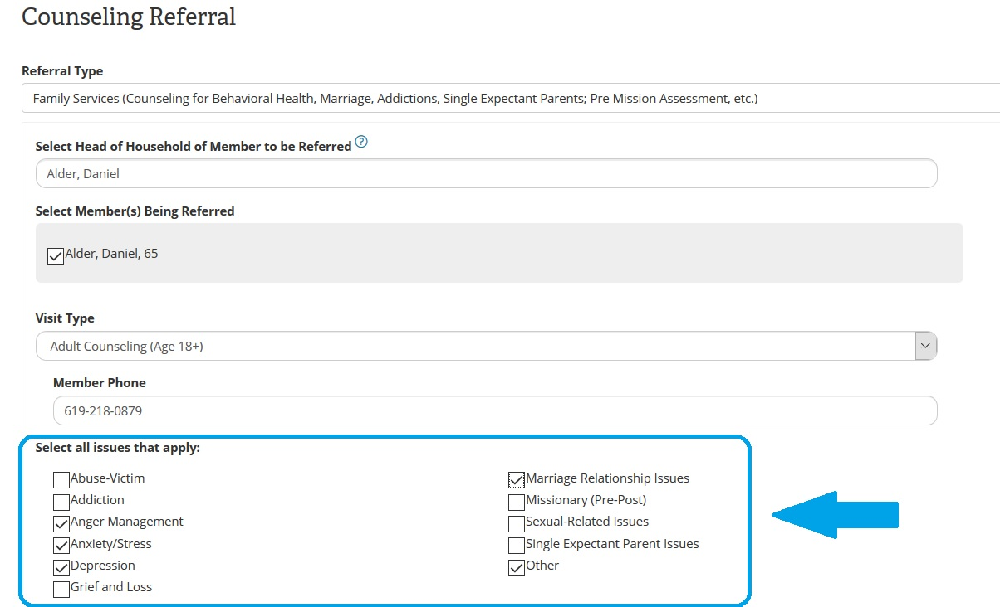 Counseling Referral
Referral Type
Family Services (Counseling for Behavioral Health, Marriage, Addictions, Single Expectant Parents; Pre Mission Assessment, etc.)
Select Head of Household of Member to be Referred ?
Alder, Daniel
Select Member(s) Being Referred
Alder, Daniel, 65
Visit Type
Adult Counseling (Age 18+)
Member Phone
619-218-0879
Select all issues that apply:
Abuse-Victim
Addiction
Anger Management
Anxiety/Stress
Depression
Grief and Loss
Marriage Relationship Issues
Missionary (Pre-Post)
Sexual-Related Issues
Single Expectant Parent Issues
Other